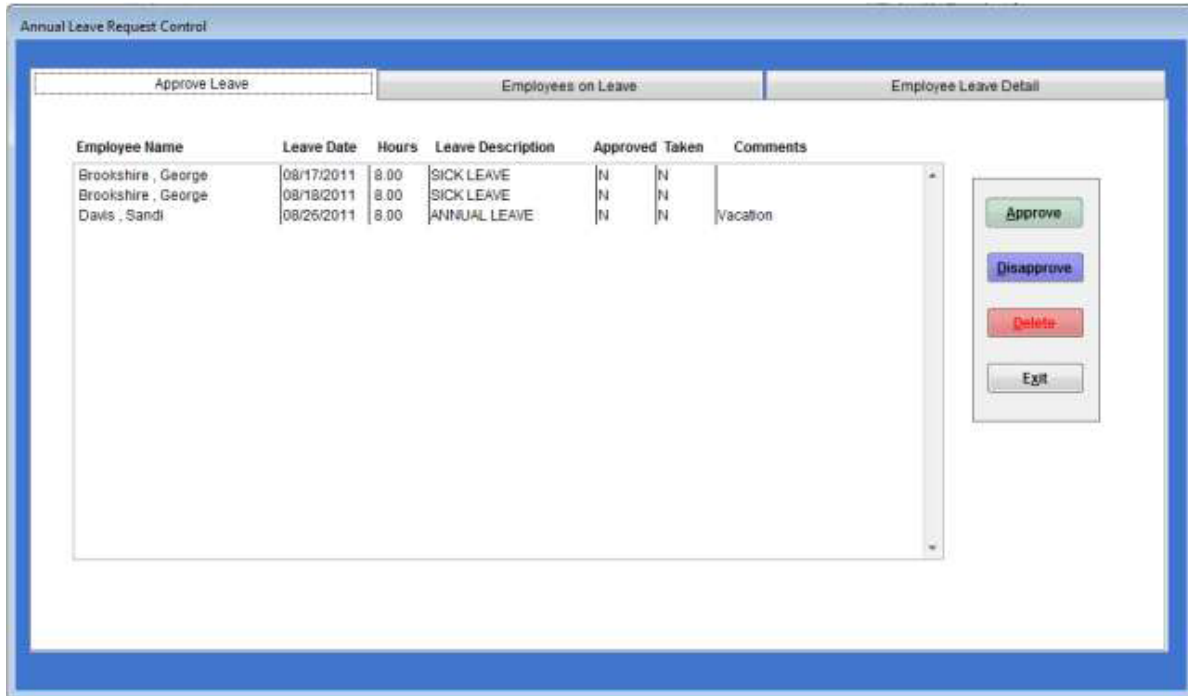 Annual Leave Request Control
Approve Leave Employees on Leave Employee Leave Detail
Employee Name Leave Date Hours Leave Description Approved Taken Comments
Brookshire , George 08/17/2011 8.00 SICK LEAVE N N
Brookshire , George 08/18/2011 8.00 SICK LEAVE N N
Davis , Sandi 08/26/2011 8.00 ANNUAL LEAVE N N Vacation
Approve
Disapprove
Delete
Exit